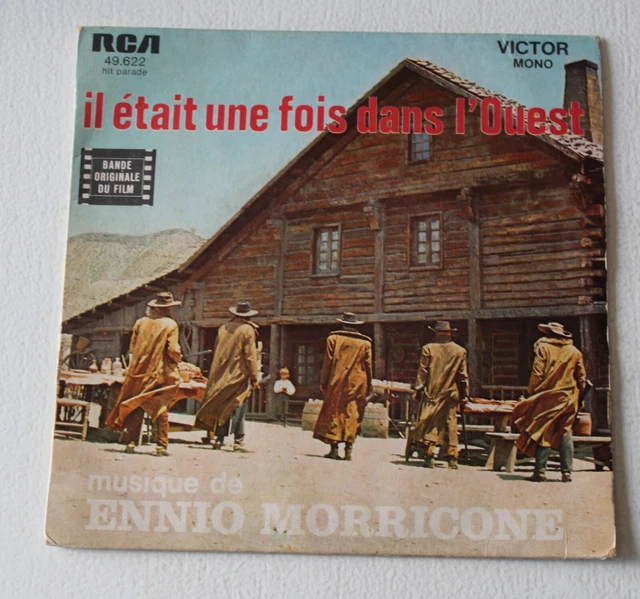 RCA
49.622
hit parade
VICTOR
MONO
il était une fois dans l'Ouest
BANDE
ORIGINALE
DU FILM
musique de
ENNIO MORRICONE